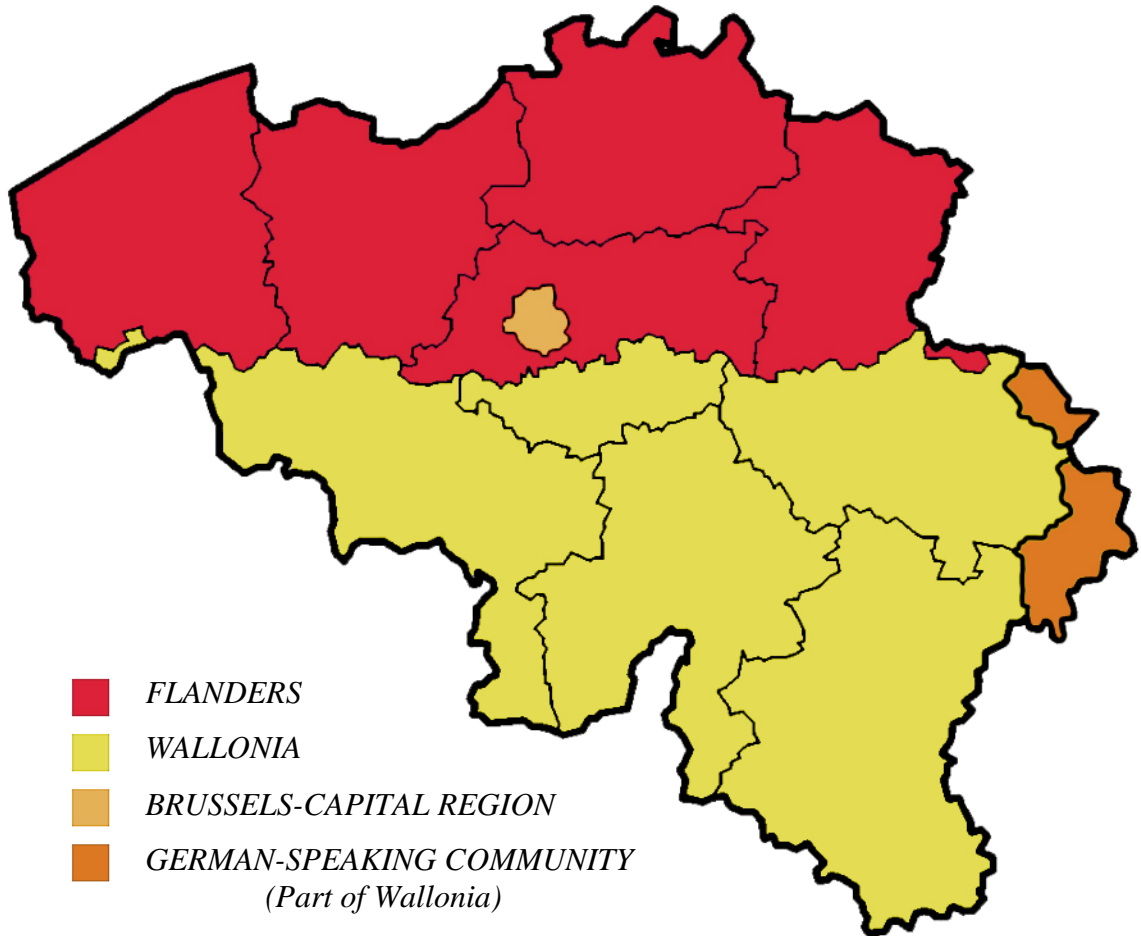 FLANDERS
WALLONIA
BRUSSELS-CAPITAL REGION
GERMAN-SPEAKING COMMUNITY
(Part of Wallonia)